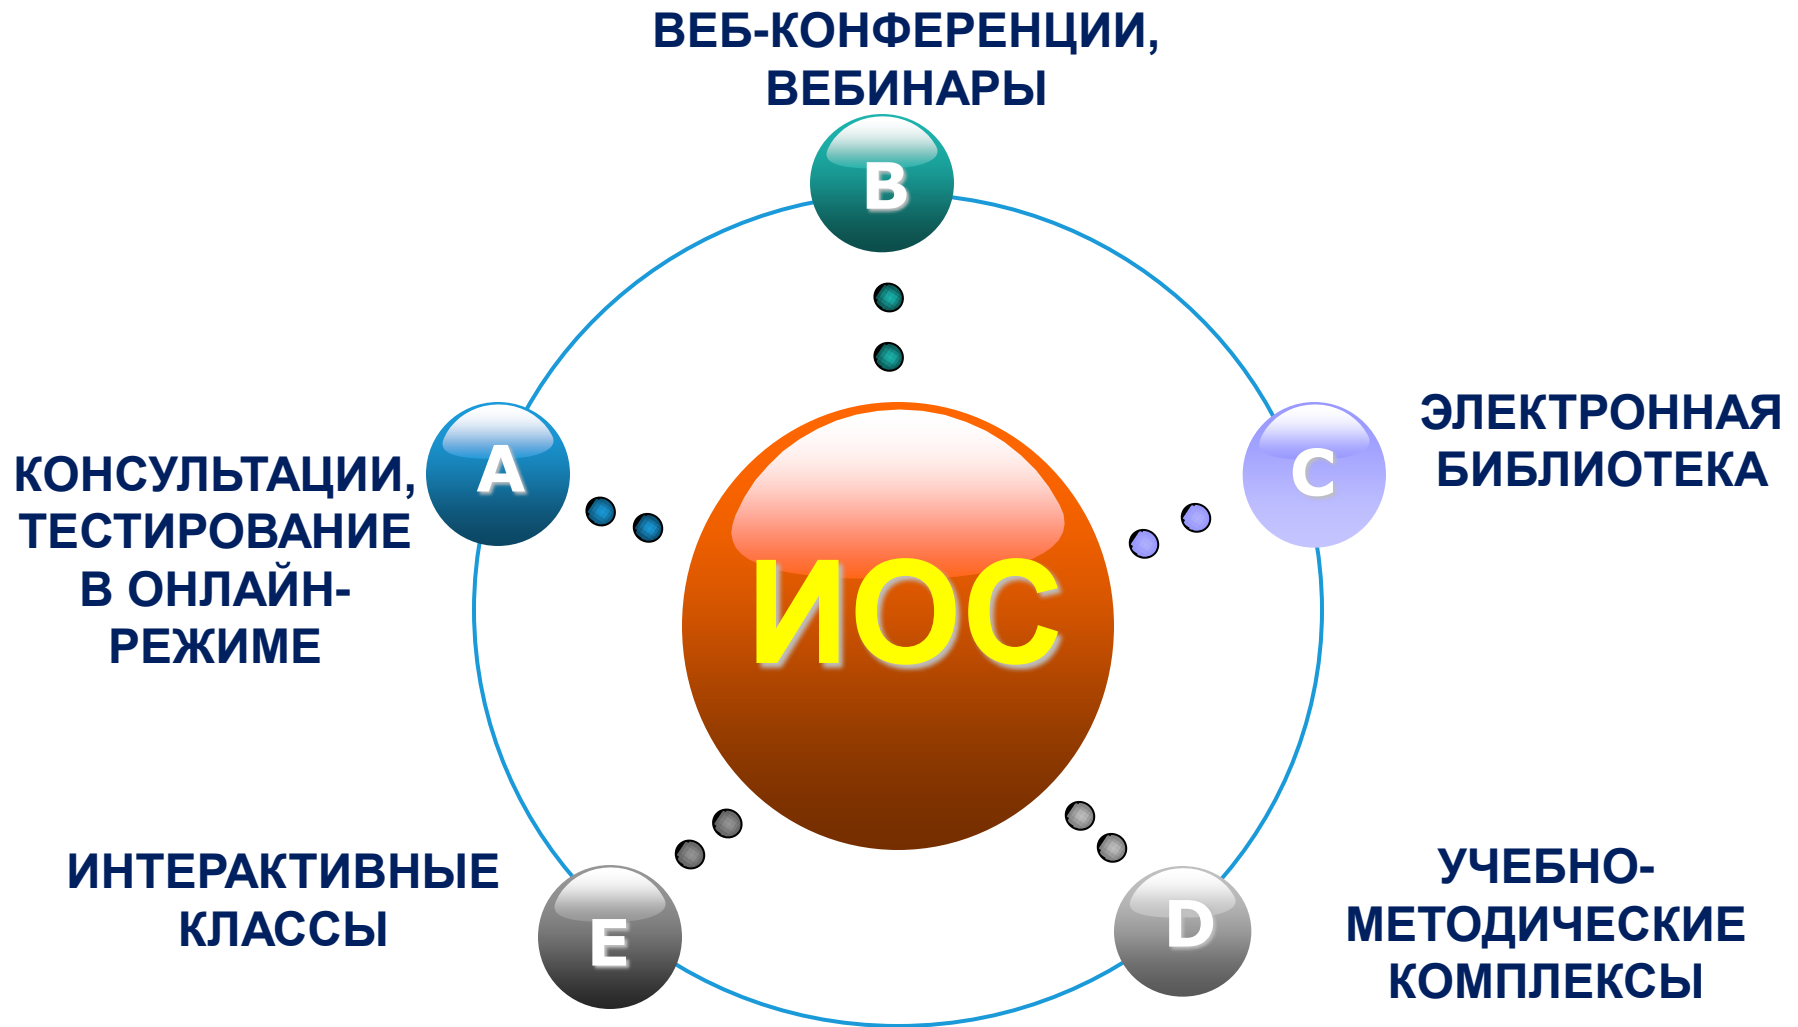 ВЕБ-КОНФЕРЕНЦИИ,
ВЕБИНАРЫ
B
A
КОНСУЛЬТАЦИИ,
ТЕСТИРОВАНИЕ
В ОНЛАЙН-
РЕЖИМЕ
C
ЭЛЕКТРОННАЯ
БИБЛИОТЕКА
ИОС
ИНТЕРАКТИВНЫЕ
КЛАССЫ
E
D
УЧЕБНО-
МЕТОДИЧЕСКИЕ
КОМПЛЕКСЫ